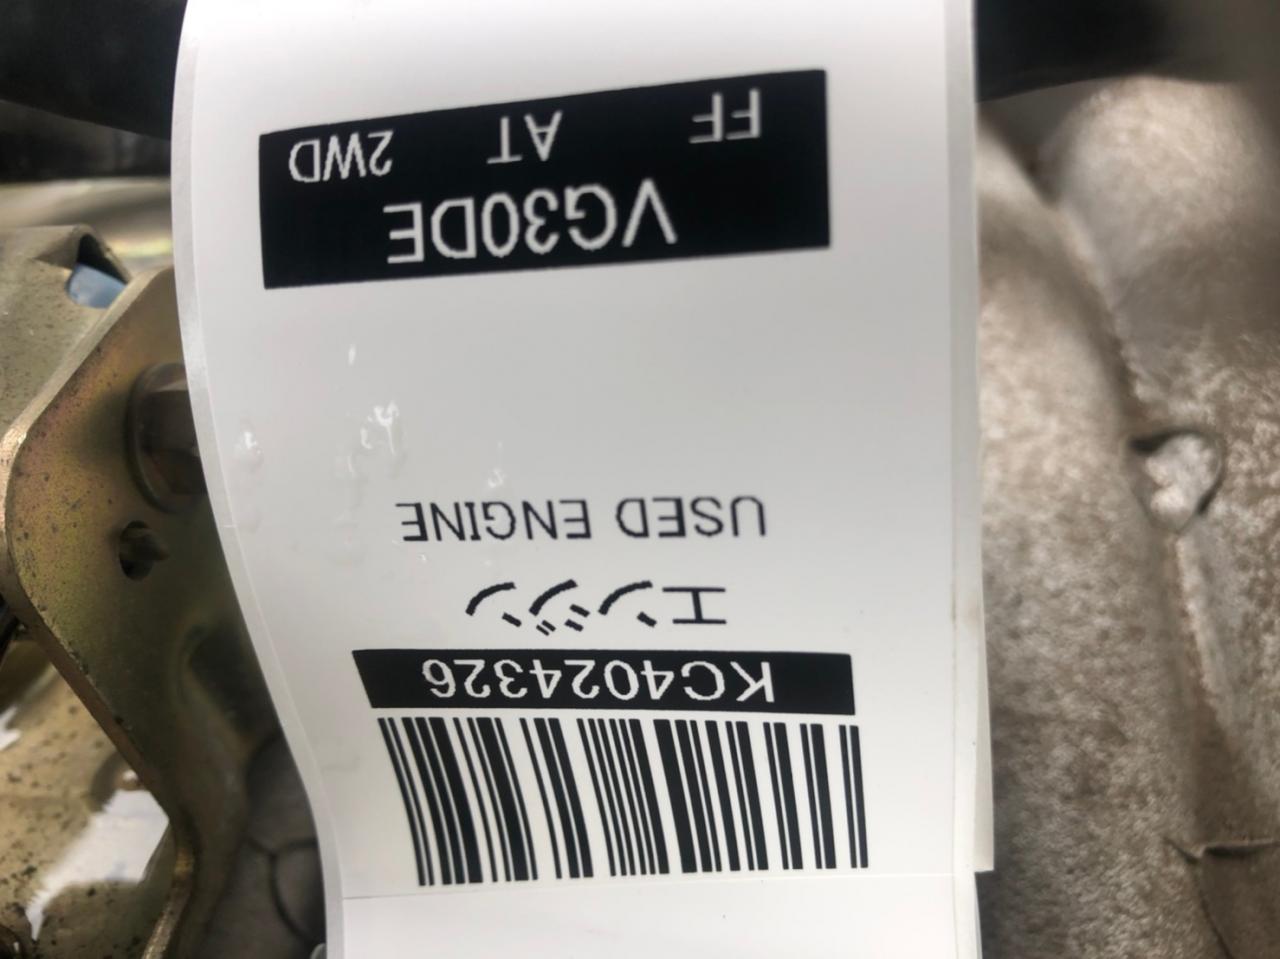 KC4024326
エンジン
USED ENGINE
VG30DE
FF AT 2WD